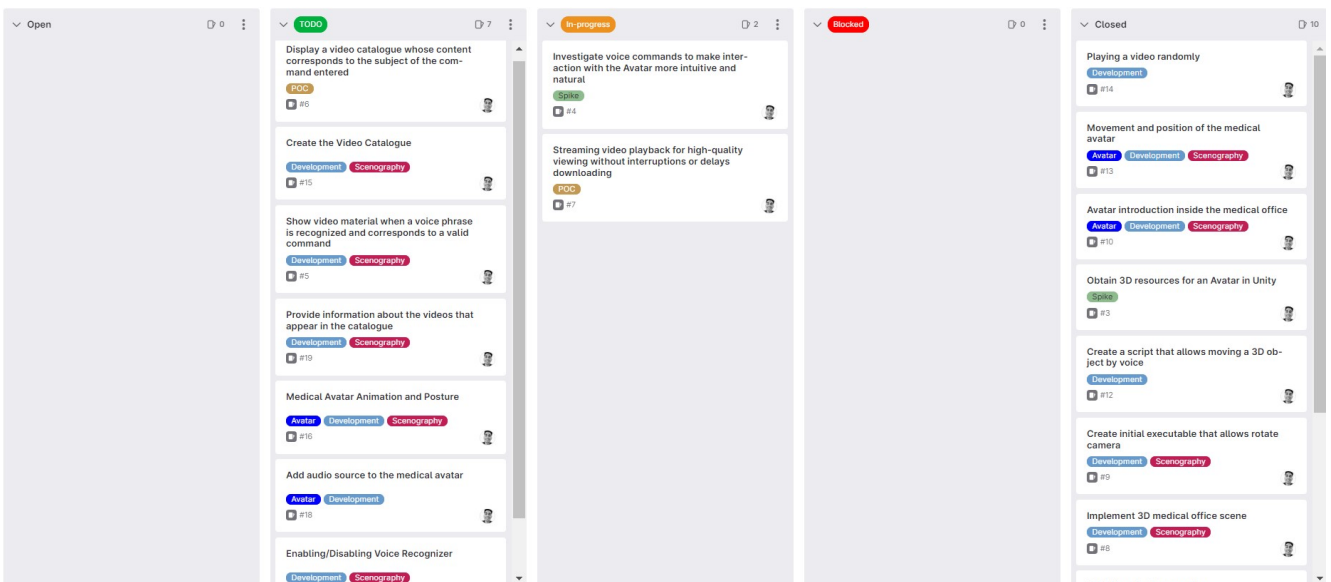 Open
0
TODO
7
Display a video catalogue whose content
corresponds to the subject of the com-
mand entered
POC
#6
Create the Video Catalogue
Development Scenography
#15
Show video material when a voice phrase
is recognized and corresponds to a valid
command
Development Scenography
#5
Provide information about the videos that
appear in the catalogue
Development Scenography
#19
Medical Avatar Animation and Posture
Avatar Development Scenography
#16
Add audio source to the medical avatar
Avatar Development
#18
Enabling/Disabling Voice Recognizer
Development Scenography
In-progress
2
Investigate voice commands to make inter-
action with the Avatar more intuitive and
natural
Spike
#4
Streaming video playback for high-quality
viewing without interruptions or delays
downloading
POC
#7
Blocked
0
Closed
10
Playing a video randomly
Development
#14
Movement and position of the medical
avatar
Avatar Development Scenography
#13
Avatar introduction inside the medical office
Avatar Development Scenography
#10
Obtain 3D resources for an Avatar in Unity
Spike
#3
Create a script that allows moving a 3D ob-
ject by voice
Development
#12
Create initial executable that allows rotate
camera
Development Scenography
#9
Implement 3D medical office scene
Development Scenography
#8